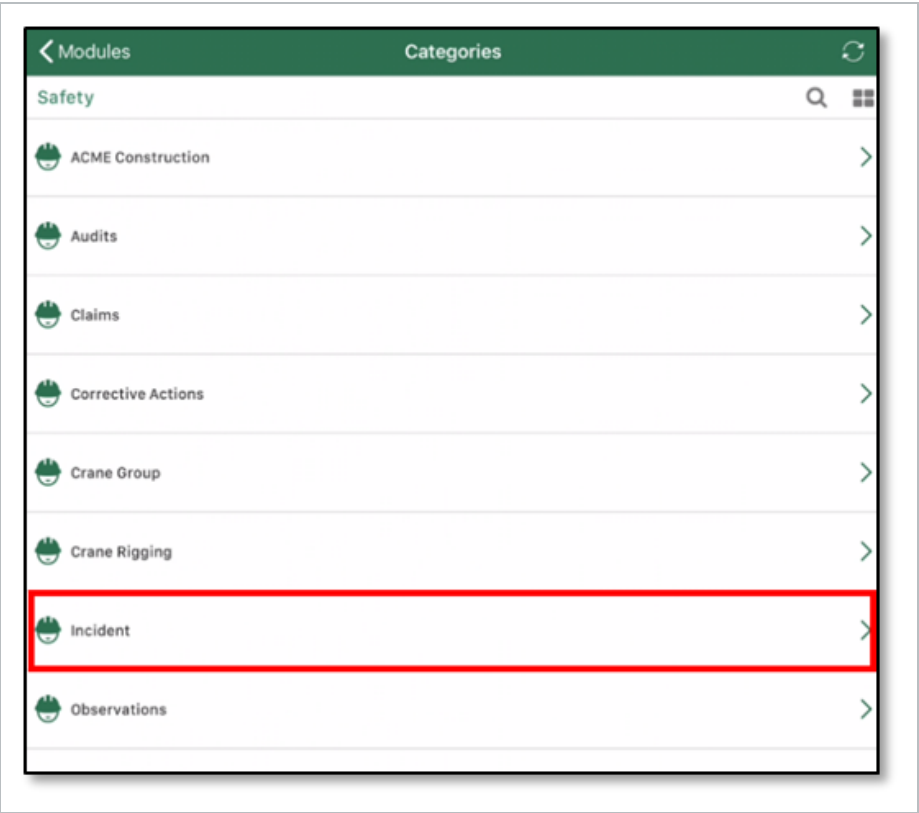 Modules
Categories
Safety
ACME Construction
Audits
Claims
Corrective Actions
Crane Group
Crane Rigging
Incident
Observations